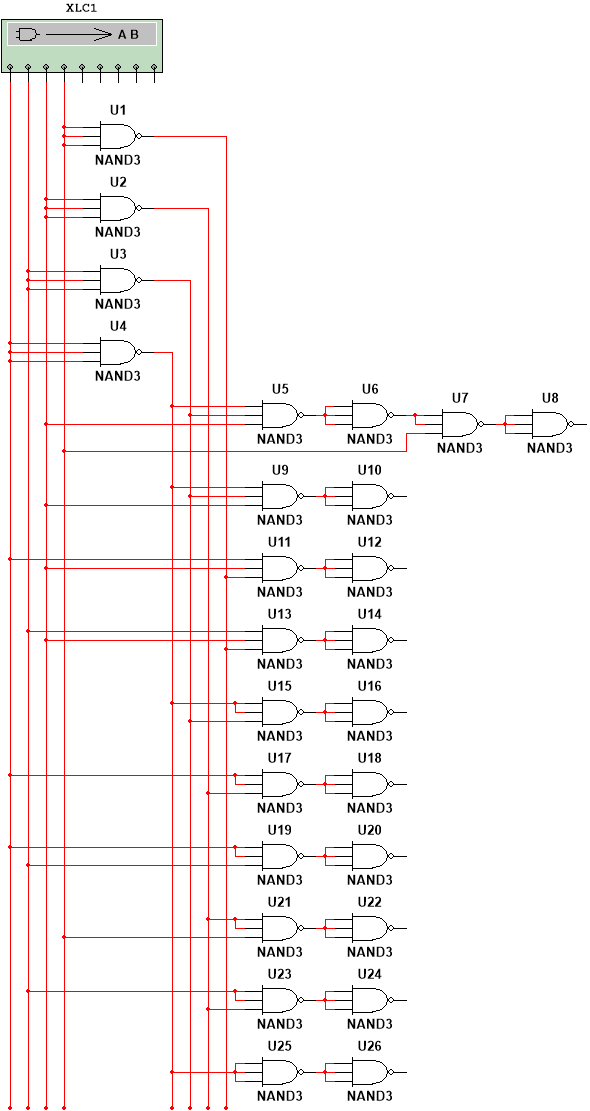 XLC1
A B
U1
NAND3
U2
NAND3
U3
NAND3
U4
NAND3
U5 U6 U7 U8
NAND3 NAND3 NAND3 NAND3
U9 U10
NAND3 NAND3
U11 U12
NAND3 NAND3
U13 U14
NAND3 NAND3
U15 U16
NAND3 NAND3
U17 U18
NAND3 NAND3
U19 U20
NAND3 NAND3
U21 U22
NAND3 NAND3
U23 U24
NAND3 NAND3
U25 U26
NAND3 NAND3